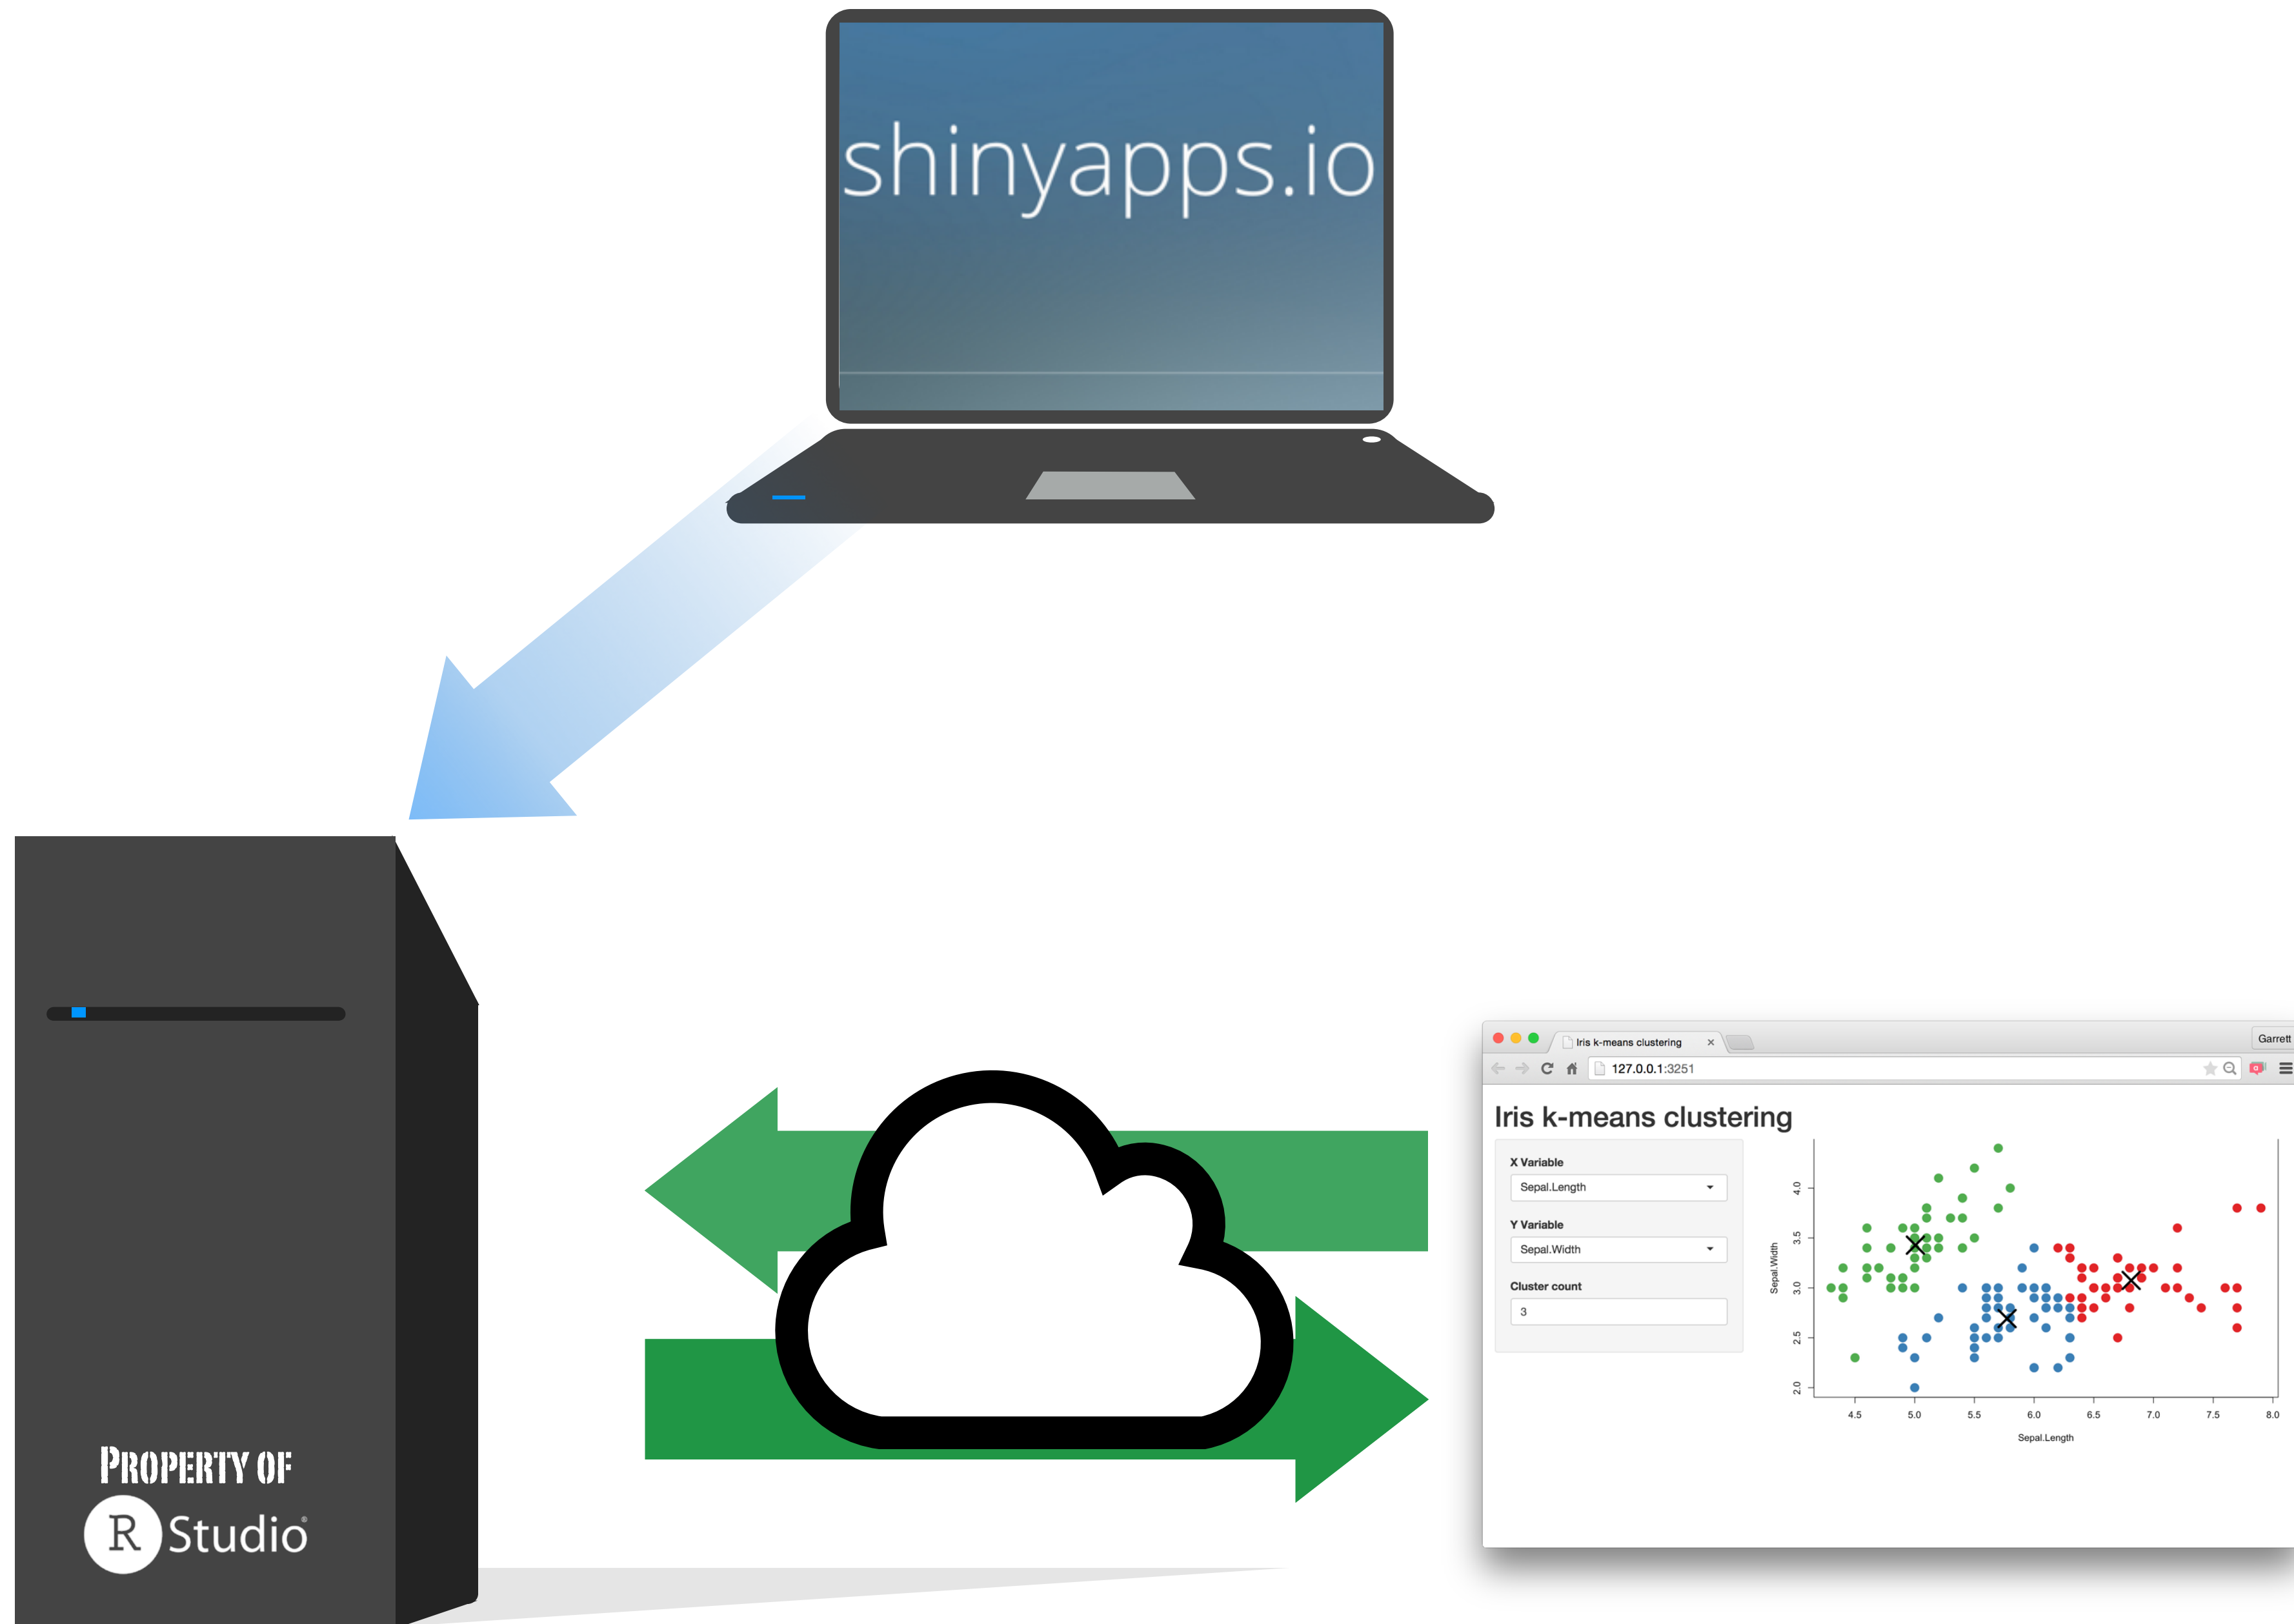 shinyapps.io
Iris k-means clustering
Garrett
127.0.0.1:3251
Iris k-means clustering
X Variable
Sepal.Length
Y Variable
Sepal.Width
Cluster count
3
Sepal.Width
4.0
3.5
3.0
2.5
2.0
4.5 5.0 5.5 6.0 6.5 7.0 7.5 8.0
Sepal.Length
PROPERTY OF
R Studio®